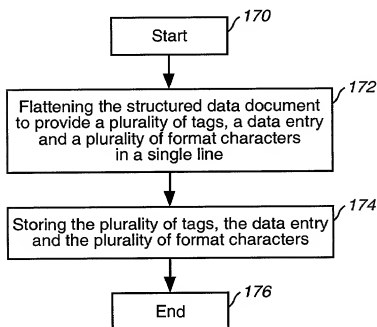 170
Start
172
Flattening the structured data document
to provide a plurality of tags, a data entry
and a plurality of format characters
in a single line
174
Storing the plurality of tags, the data entry
and the plurality of format characters
176
End